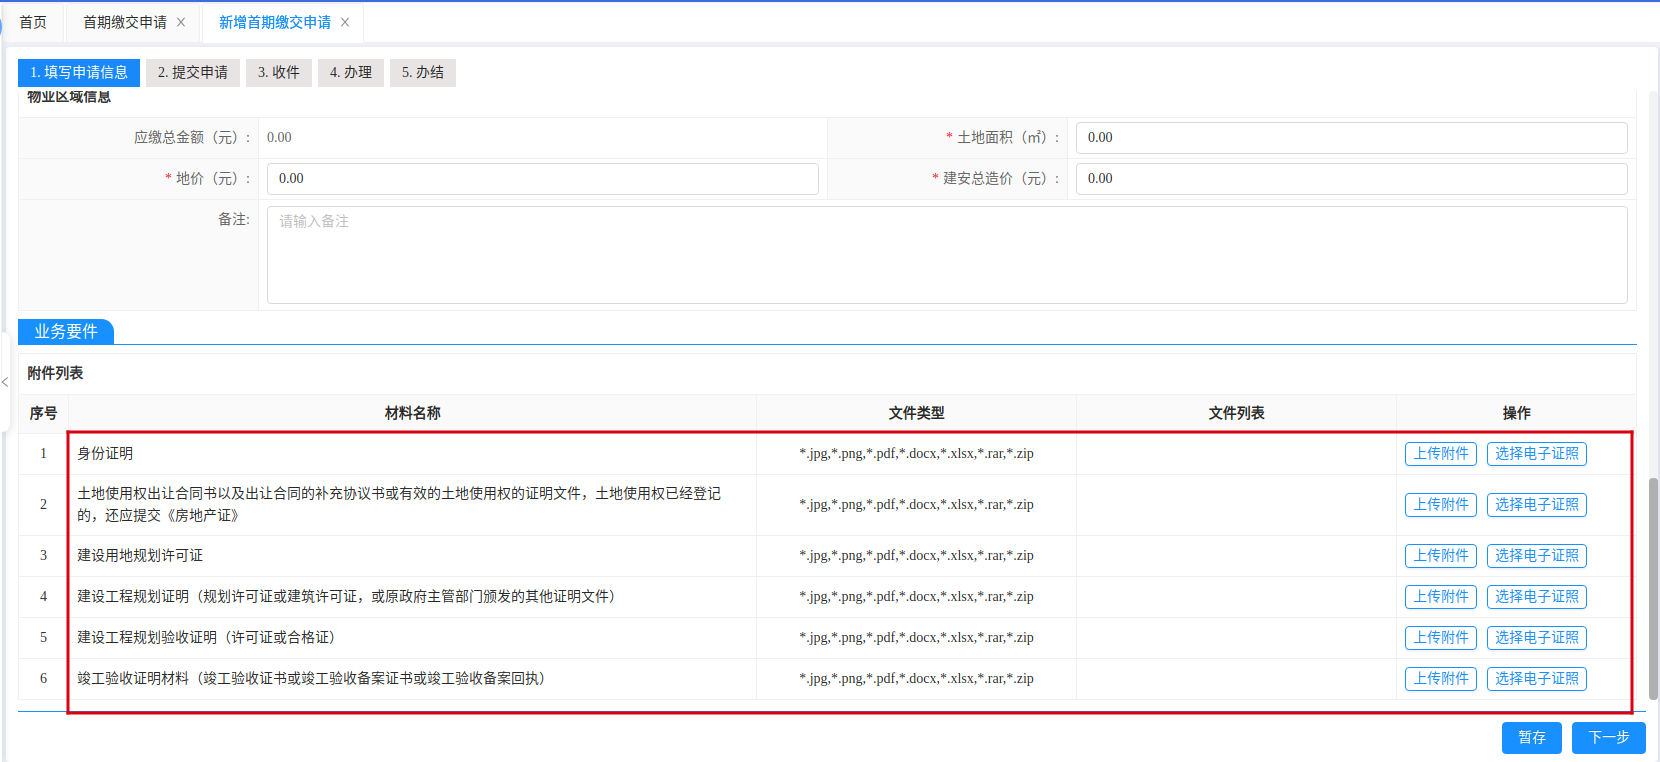 首页 首期缴交申请 × 新增首期缴交申请 ×
1. 填写申请信息 2. 提交申请 3. 收件 4. 办理 5. 办结
物业区域信息
应缴总金额（元）: 0.00 * 土地面积（㎡）: 0.00
* 地价（元）: 0.00 * 建安总造价（元）: 0.00
备注: 请输入备注
业务要件
附件列表
序号 材料名称 文件类型 文件列表 操作
1 身份证明 *.jpg,*.png,*.pdf,*.docx,*.xlsx,*.rar,*.zip 上传附件 选择电子证照
2 土地使用权出让合同书以及出让合同的补充协议书或有效的土地使用权的证明文件，土地使用权已经登记
的，还应提交《房地产证》 *.jpg,*.png,*.pdf,*.docx,*.xlsx,*.rar,*.zip 上传附件 选择电子证照
3 建设用地规划许可证 *.jpg,*.png,*.pdf,*.docx,*.xlsx,*.rar,*.zip 上传附件 选择电子证照
4 建设工程规划证明（规划许可证或建筑许可证，或原政府主管部门颁发的其他证明文件） *.jpg,*.png,*.pdf,*.docx,*.xlsx,*.rar,*.zip 上传附件 选择电子证照
5 建设工程规划验收证明（许可证或合格证） *.jpg,*.png,*.pdf,*.docx,*.xlsx,*.rar,*.zip 上传附件 选择电子证照
6 竣工验收证明材料（竣工验收证书或竣工验收备案证书或竣工验收备案回执） *.jpg,*.png,*.pdf,*.docx,*.xlsx,*.rar,*.zip 上传附件 选择电子证照
暂存 下一步